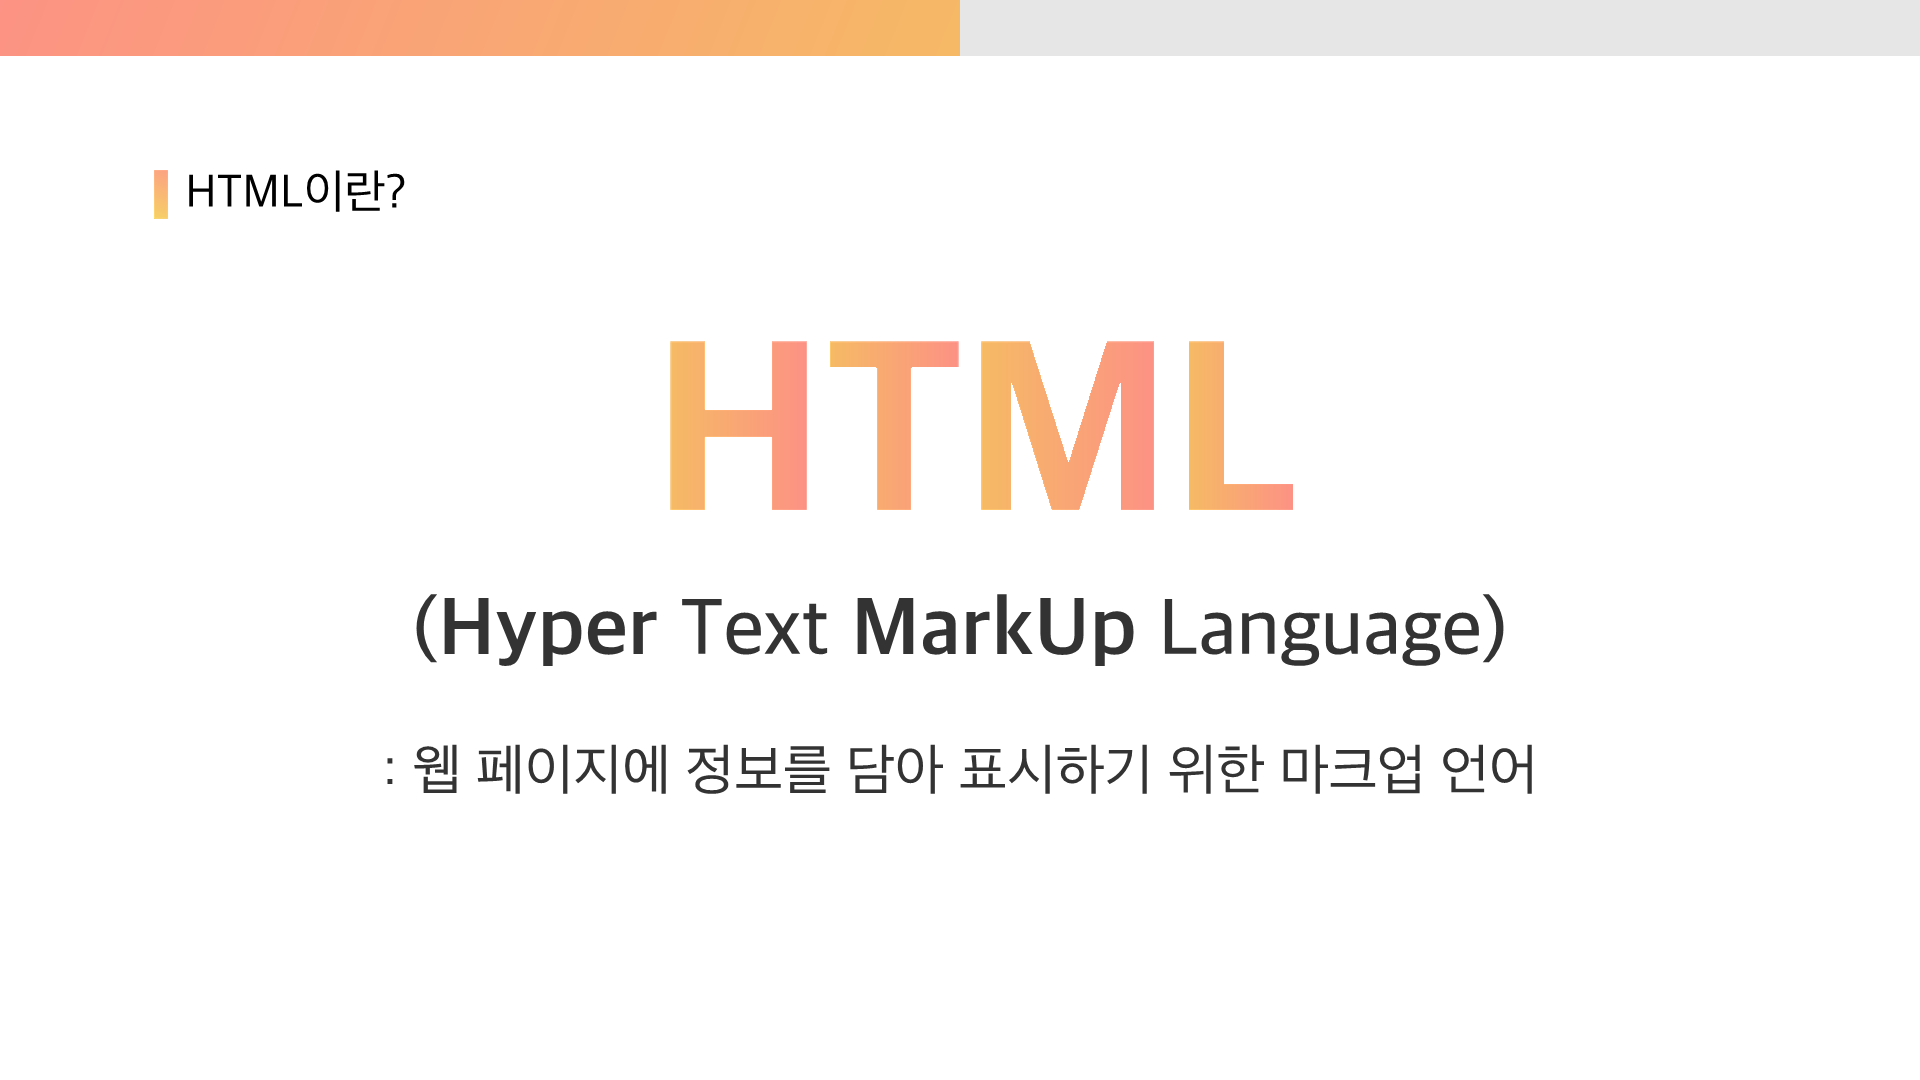 HTML이란?
HTML
(Hyper Text MarkUp Language)
: 웹 페이지에 정보를 담아 표시하기 위한 마크업 언어